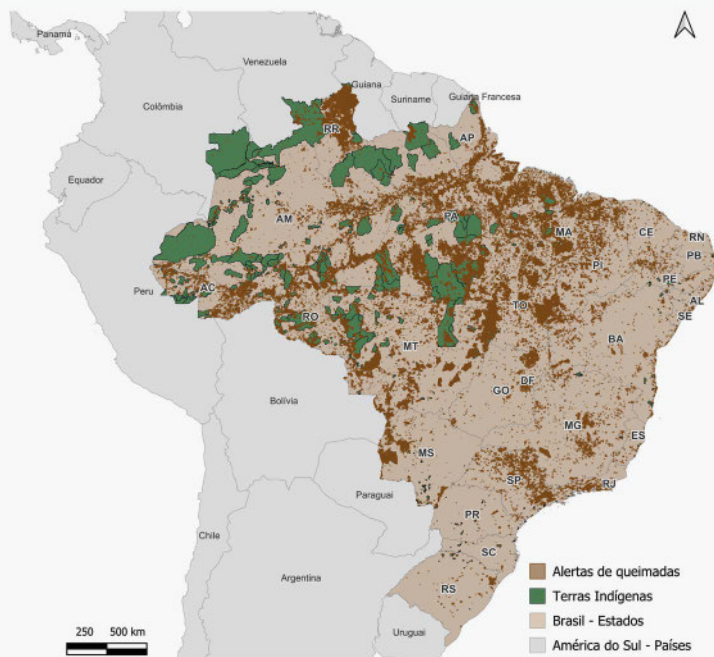 Panamá
Venezuela
Guiana
Suriname
Guiana Francesa
Colômbia
RR
AP
Equador
AM
PA
MA
CE
RN
PB
PI
PE
AL
SE
Peru
AC
RO
TO
BA
MT
Bolívia
GO
DF
MG
ES
MS
SP
RJ
Paraguai
PR
Chile
SC
Argentina
RS
Uruguai
250 500 km
Alertas de queimadas
Terras Indígenas
Brasil - Estados
América do Sul - Países